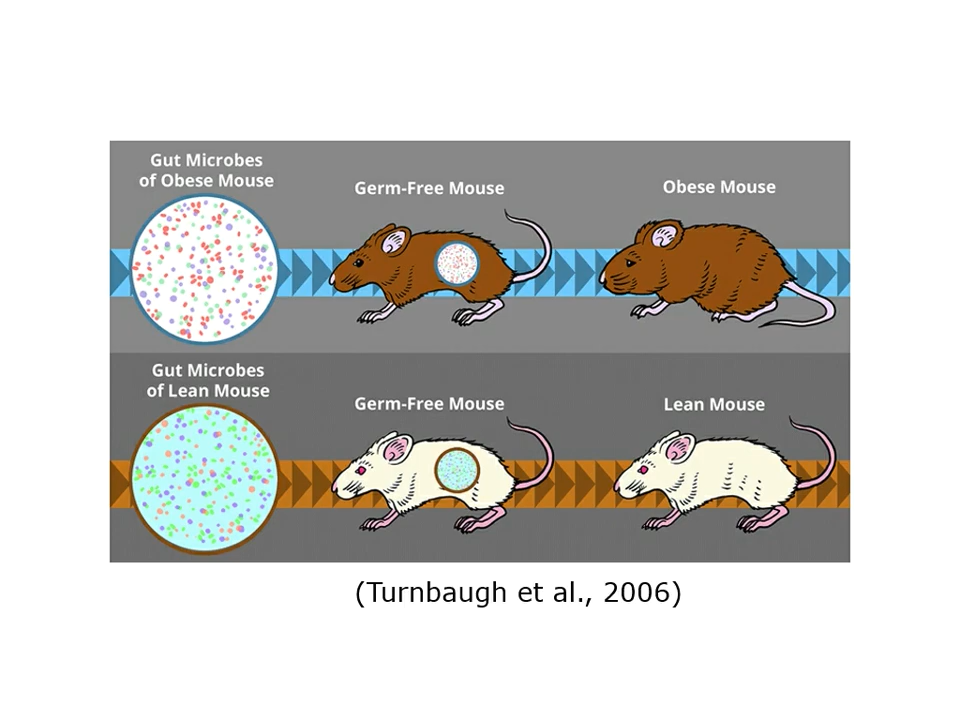 Gut Microbes
of Obese Mouse
Germ-Free Mouse
Obese Mouse
Gut Microbes
of Lean Mouse
Germ-Free Mouse
Lean Mouse
(Turnbaugh et al., 2006)